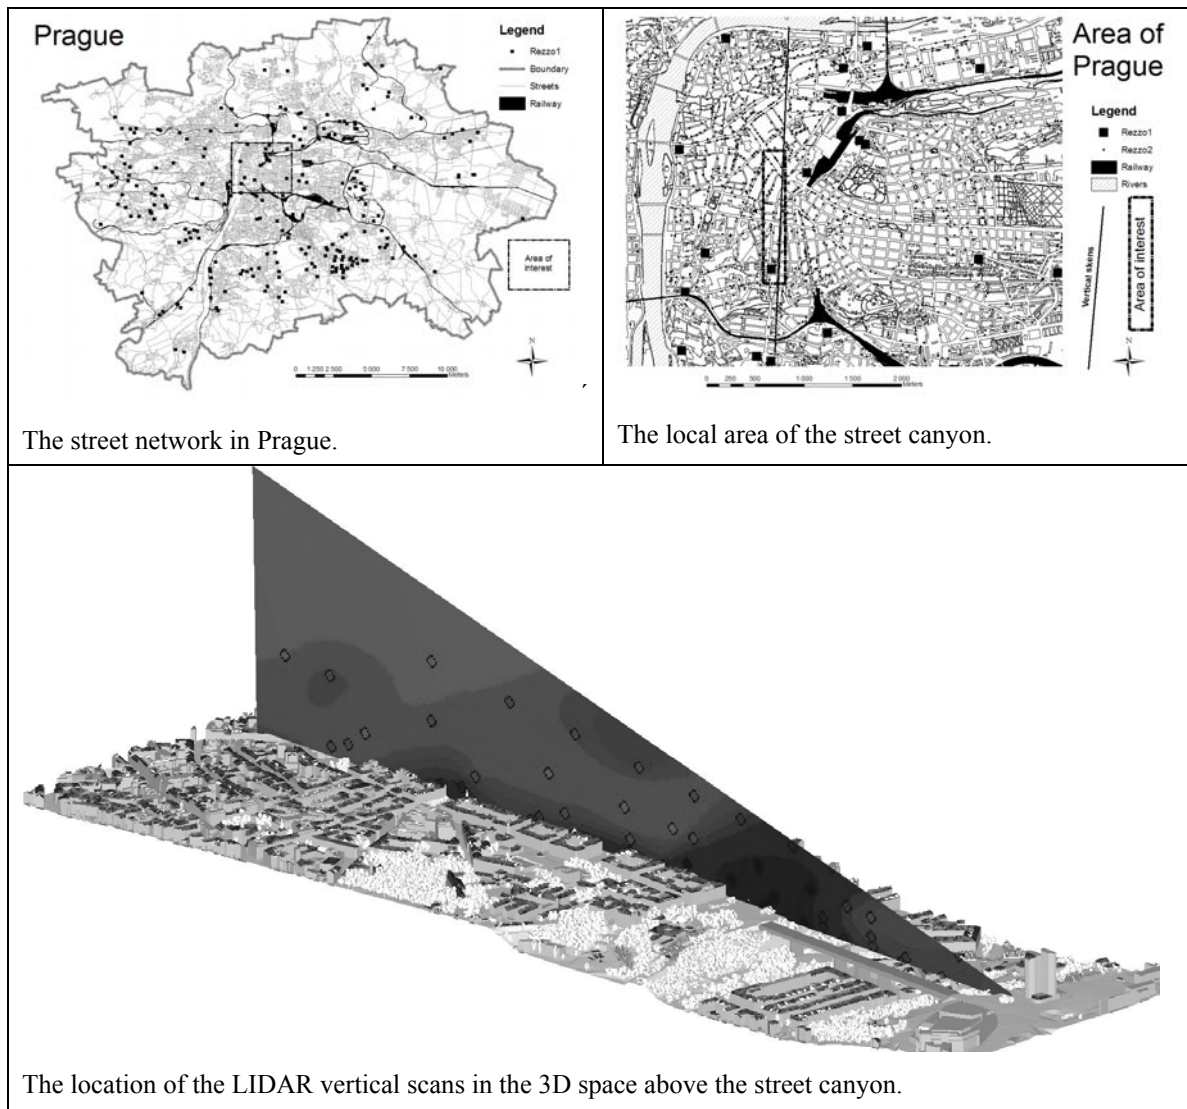 Prague
Legend
Rezzo1
Boundary
Streets
Railway
Area of
interest
N
0 1 250 2 500 5 000 7 500 10 000
Meters
The street network in Prague.
Area of
Prague
Legend
Rezzo1
Rezzo2
Railway
Rivers
Vertical skens
Area of interest
N
0 250 500 1 000 1 500 2 000
Meters
The local area of the street canyon.
The location of the LIDAR vertical scans in the 3D space above the street canyon.